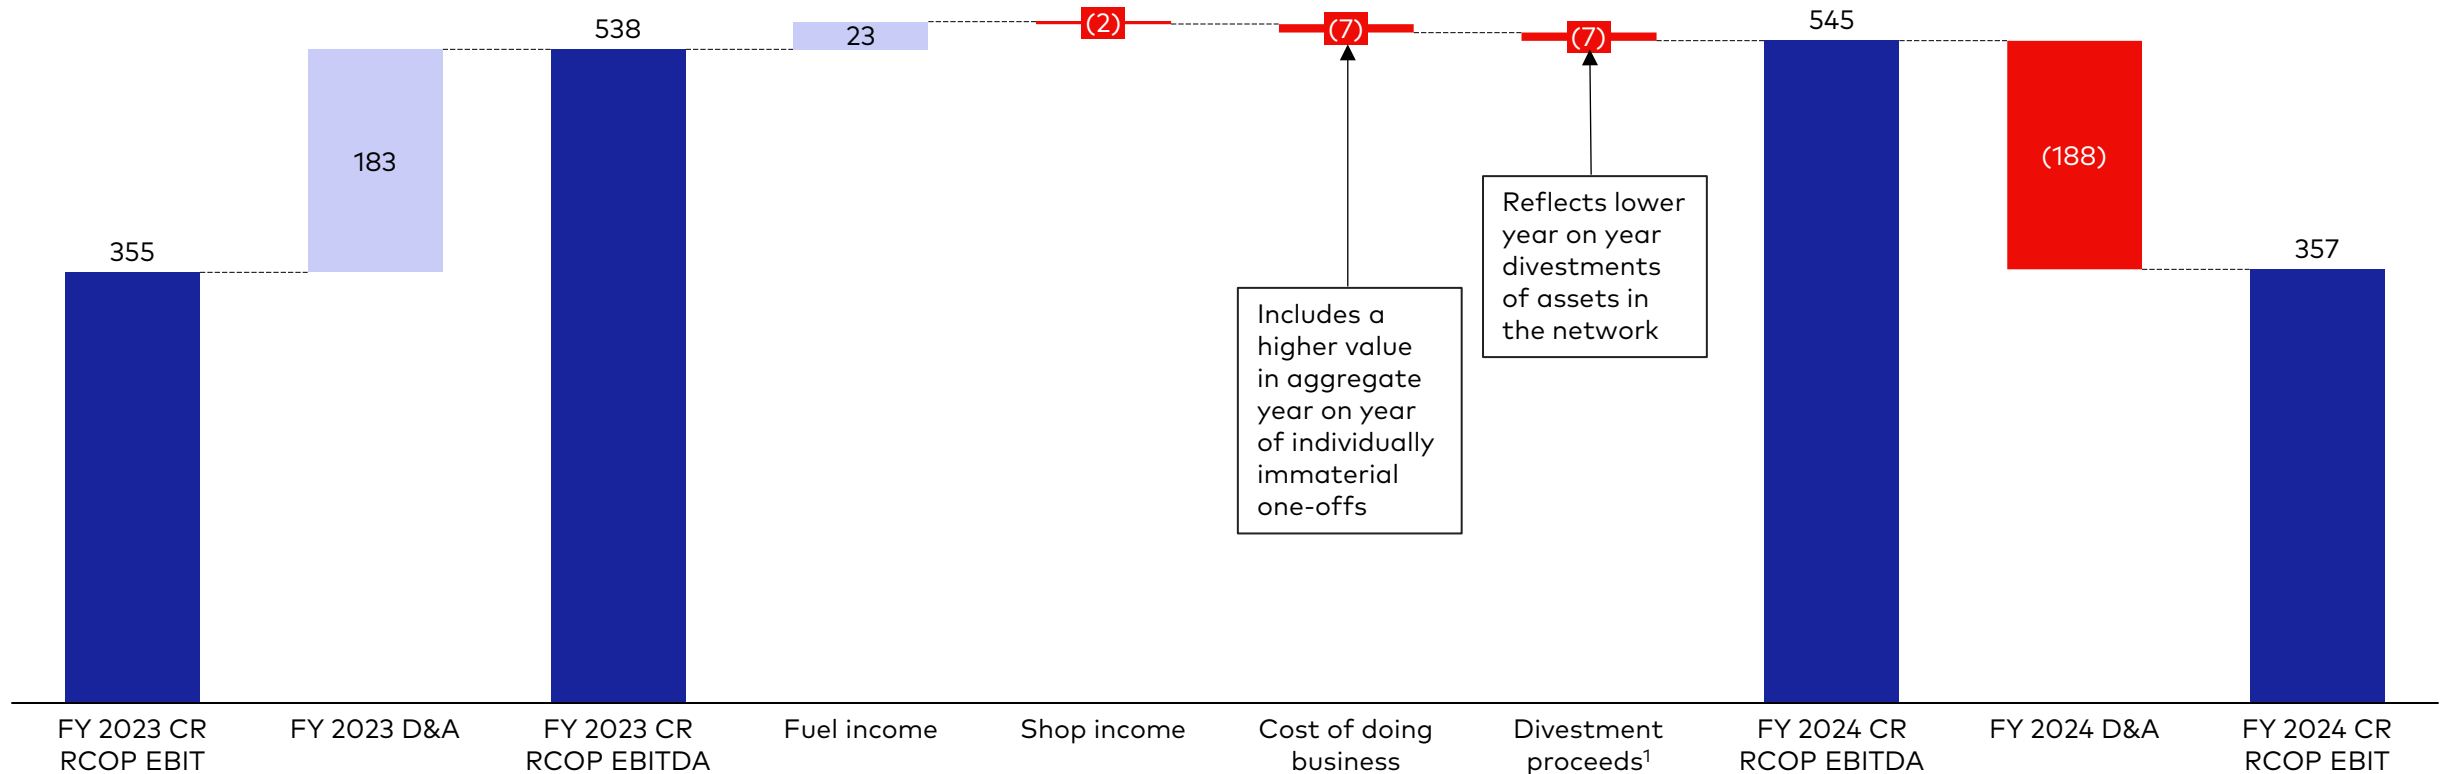 355
183
538
23
(2)
(7)
(7)
545
(188)
357
Includes a
higher value
in aggregate
year on year
of individually
immaterial
one-offs
Reflects lower
year on year
divestments
of assets in
the network
FY 2023 CR
RCOP EBIT
FY 2023 D&A
FY 2023 CR
RCOP EBITDA
Fuel income
Shop income
Cost of doing
business
Divestment
proceeds¹
FY 2024 CR
RCOP EBITDA
FY 2024 D&A
FY 2024 CR
RCOP EBIT